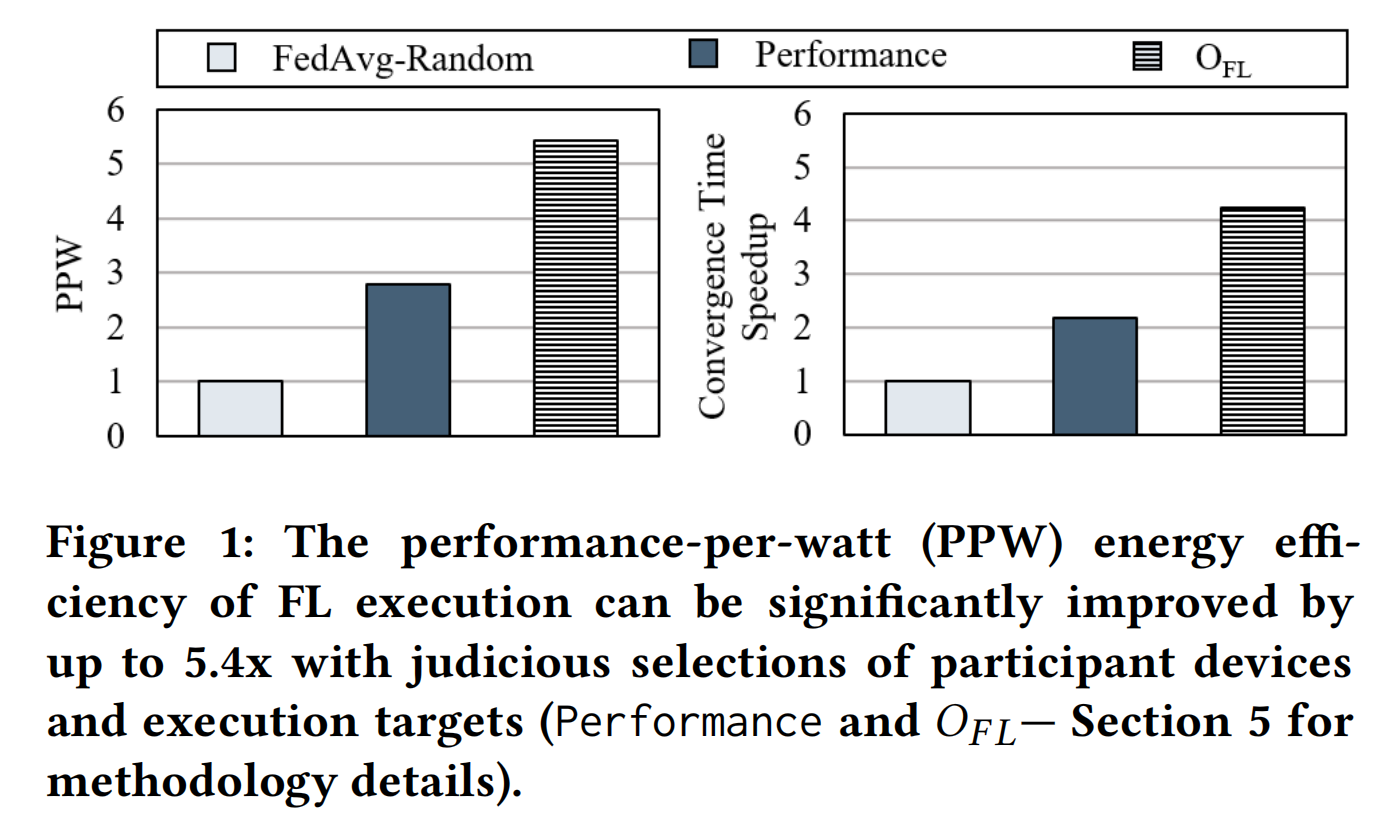 FedAvg-Random Performance O_FL
6
5
4
3
2
1
0
PPW
6
5
4
3
2
1
0
Convergence Time
Speedup
Figure 1: The performance-per-watt (PPW) energy effi-
ciency of FL execution can be significantly improved by
up to 5.4x with judicious selections of participant devices
and execution targets (Performance and O_FL— Section 5 for
methodology details).